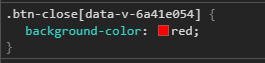 .btn-close[data-v-6a41e054] {
background-color: red;
}